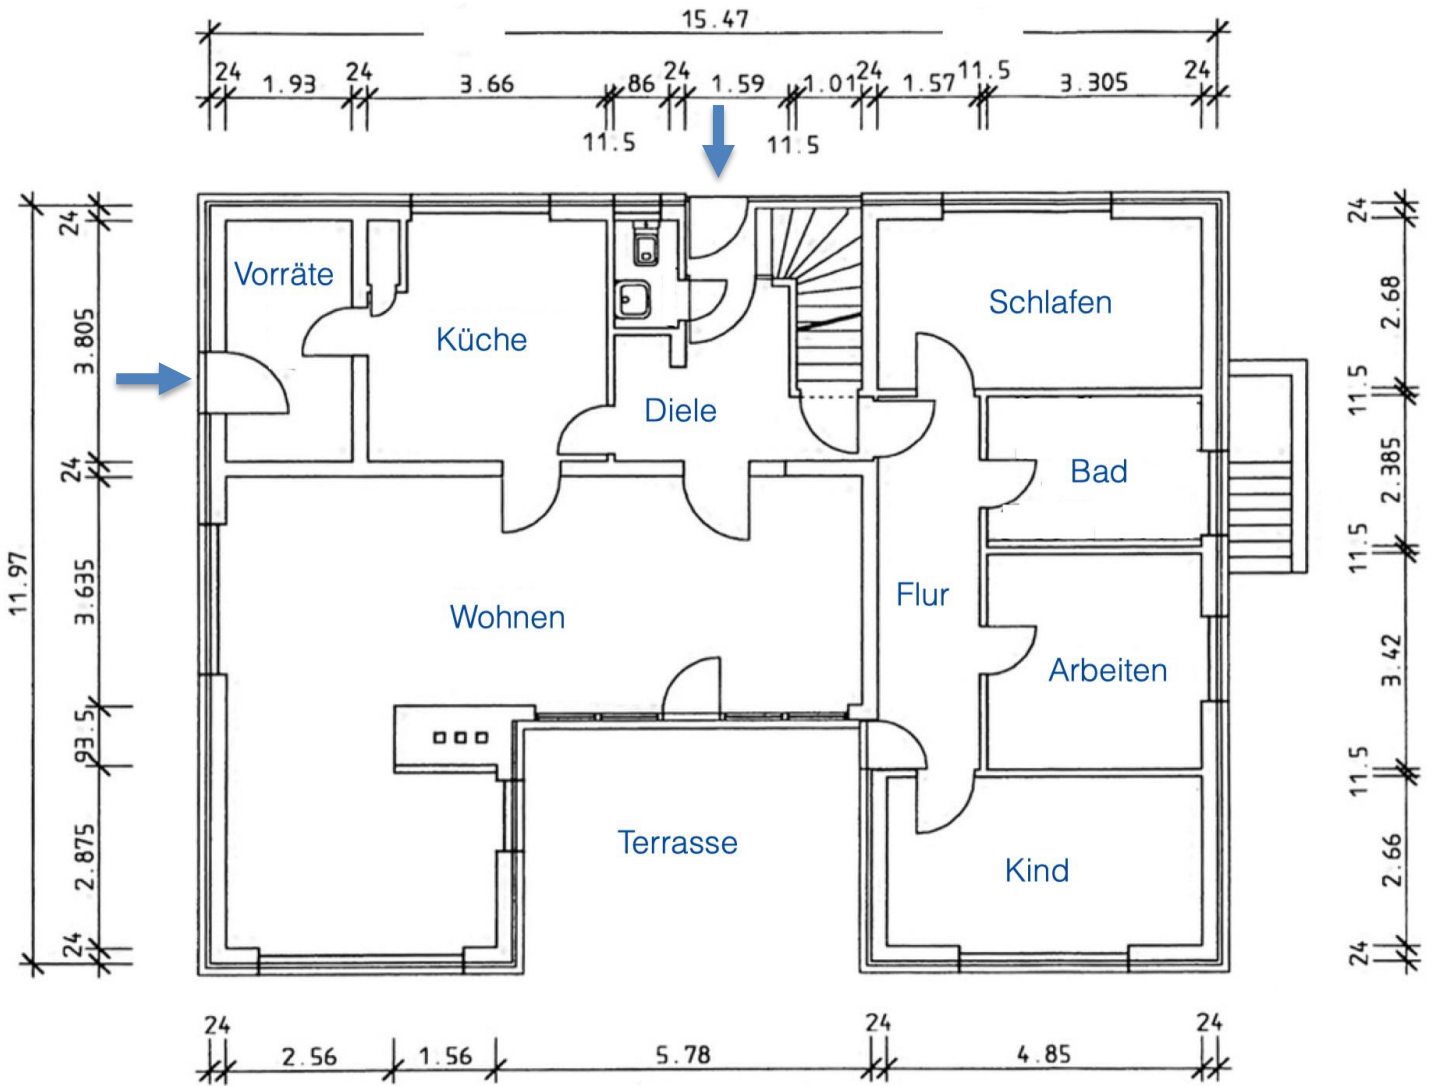 15.47
24 1.93 24 3.66 86 24 1.59 1.01 24 1.57 11.5 3.305 24
11.5 11.5
24
3.805
24
3.635
93.5
2.875
24
11.97
Vorräte
Küche
Diele
Schlafen
Bad
Wohnen
Flur
Arbeiten
Terrasse
Kind
24
2.68
11.5
2.385
11.5
3.42
11.5
2.66
24
24 24 24
2.56 1.56 5.78 4.85